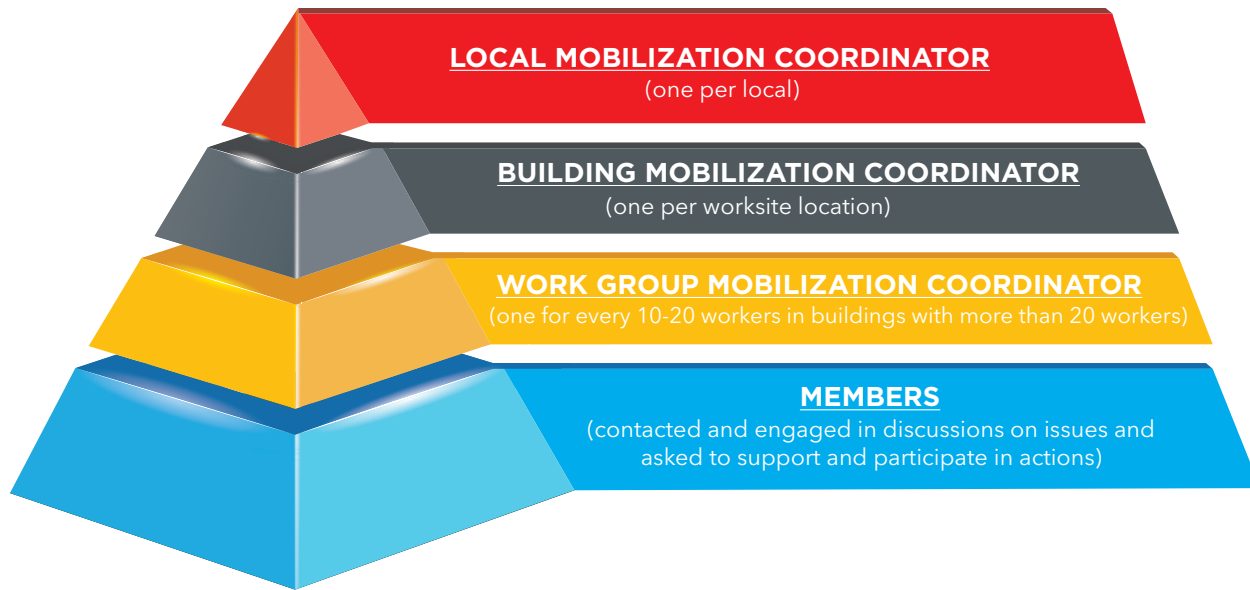 LOCAL MOBILIZATION COORDINATOR
(one per local)
BUILDING MOBILIZATION COORDINATOR
(one per worksite location)
WORK GROUP MOBILIZATION COORDINATOR
(one for every 10-20 workers in buildings with more than 20 workers)
MEMBERS
(contacted and engaged in discussions on issues and
asked to support and participate in actions)